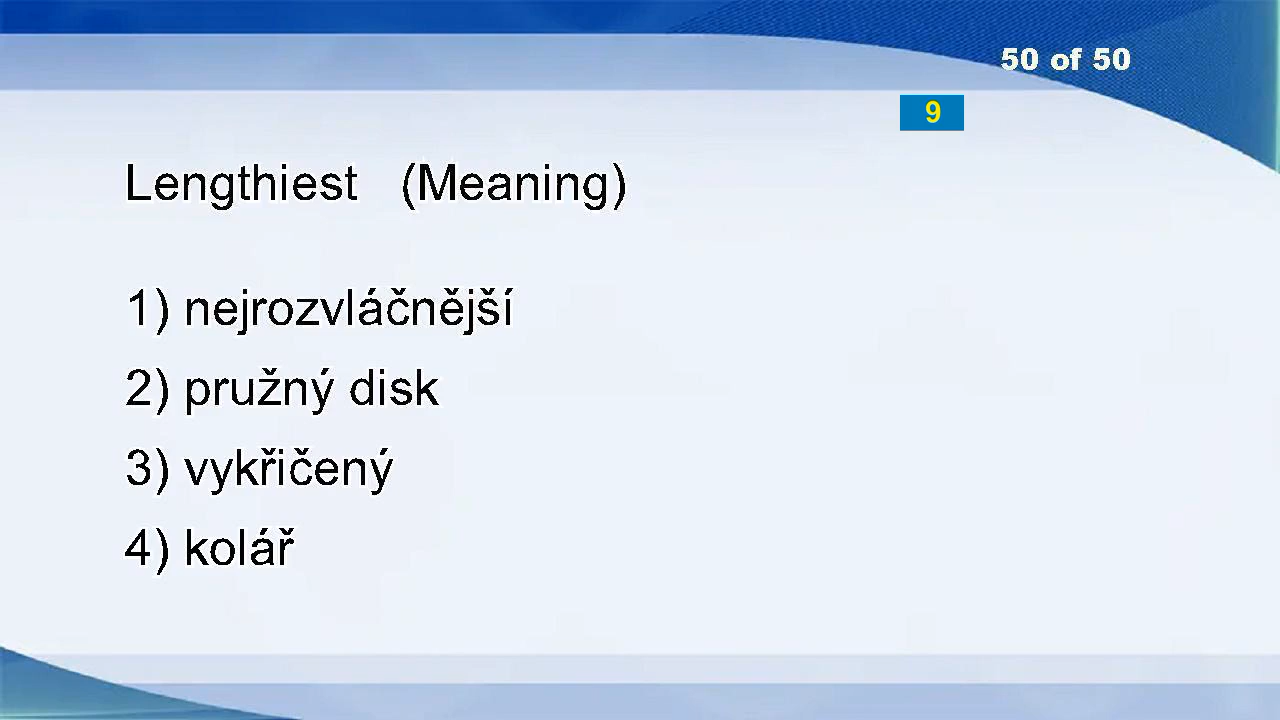 50 of 50
9
Lengthiest (Meaning)
1) nejrozvláčnější
2) pružný disk
3) vykřičený
4) kolář